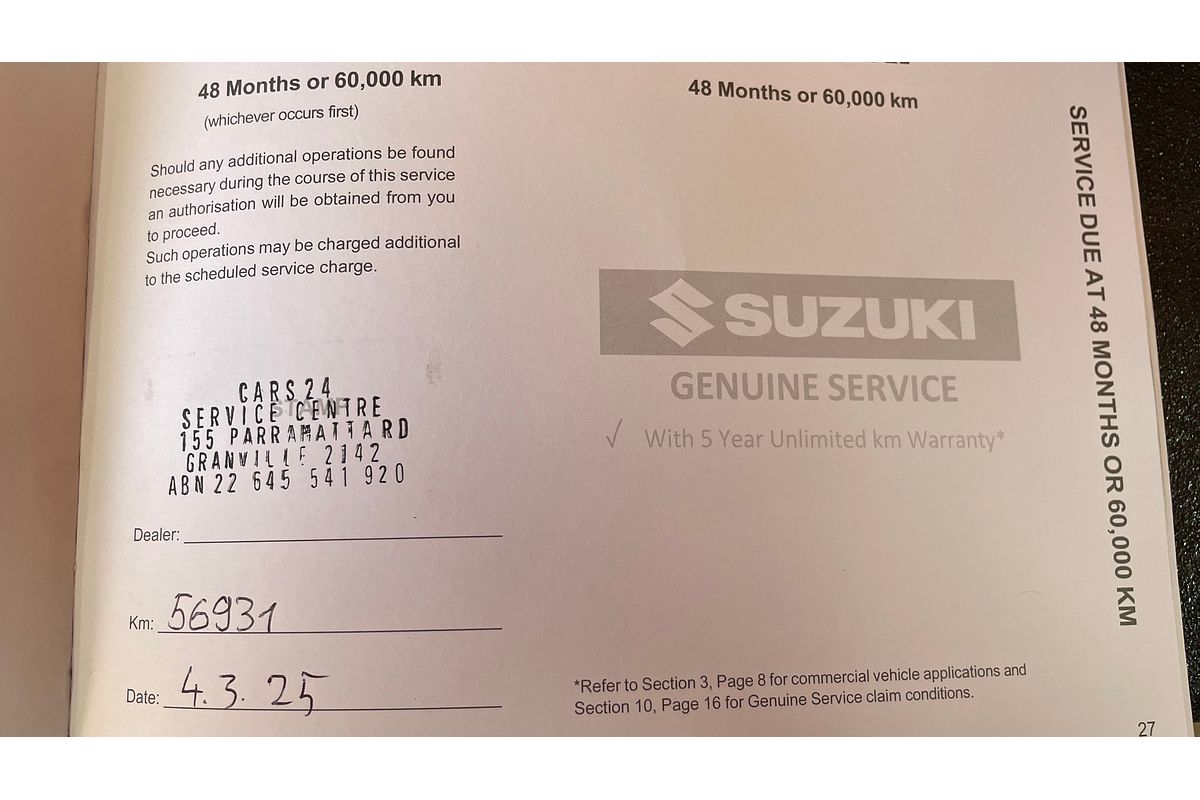 48 Months or 60,000 km
(whichever occurs first)
Should any additional operations be found
necessary during the course of this service
an authorisation will be obtained from you
to proceed.
Such operations may be charged additional
to the scheduled service charge.
STAMP
CARS24
SERVICE CENTRE
155 PARRAMATTA RD
GRANVILLE 2142
ABN 22 645 541 920
Dealer:
Km: 56931
Date: 4.3.25
48 Months or 60,000 km
SUZUKI
GENUINE SERVICE
✓ With 5 Year Unlimited km Warranty*
*Refer to Section 3, Page 8 for commercial vehicle applications and
Section 10, Page 16 for Genuine Service claim conditions.
SERVICE DUE AT 48 MONTHS OR 60,000 KM
27